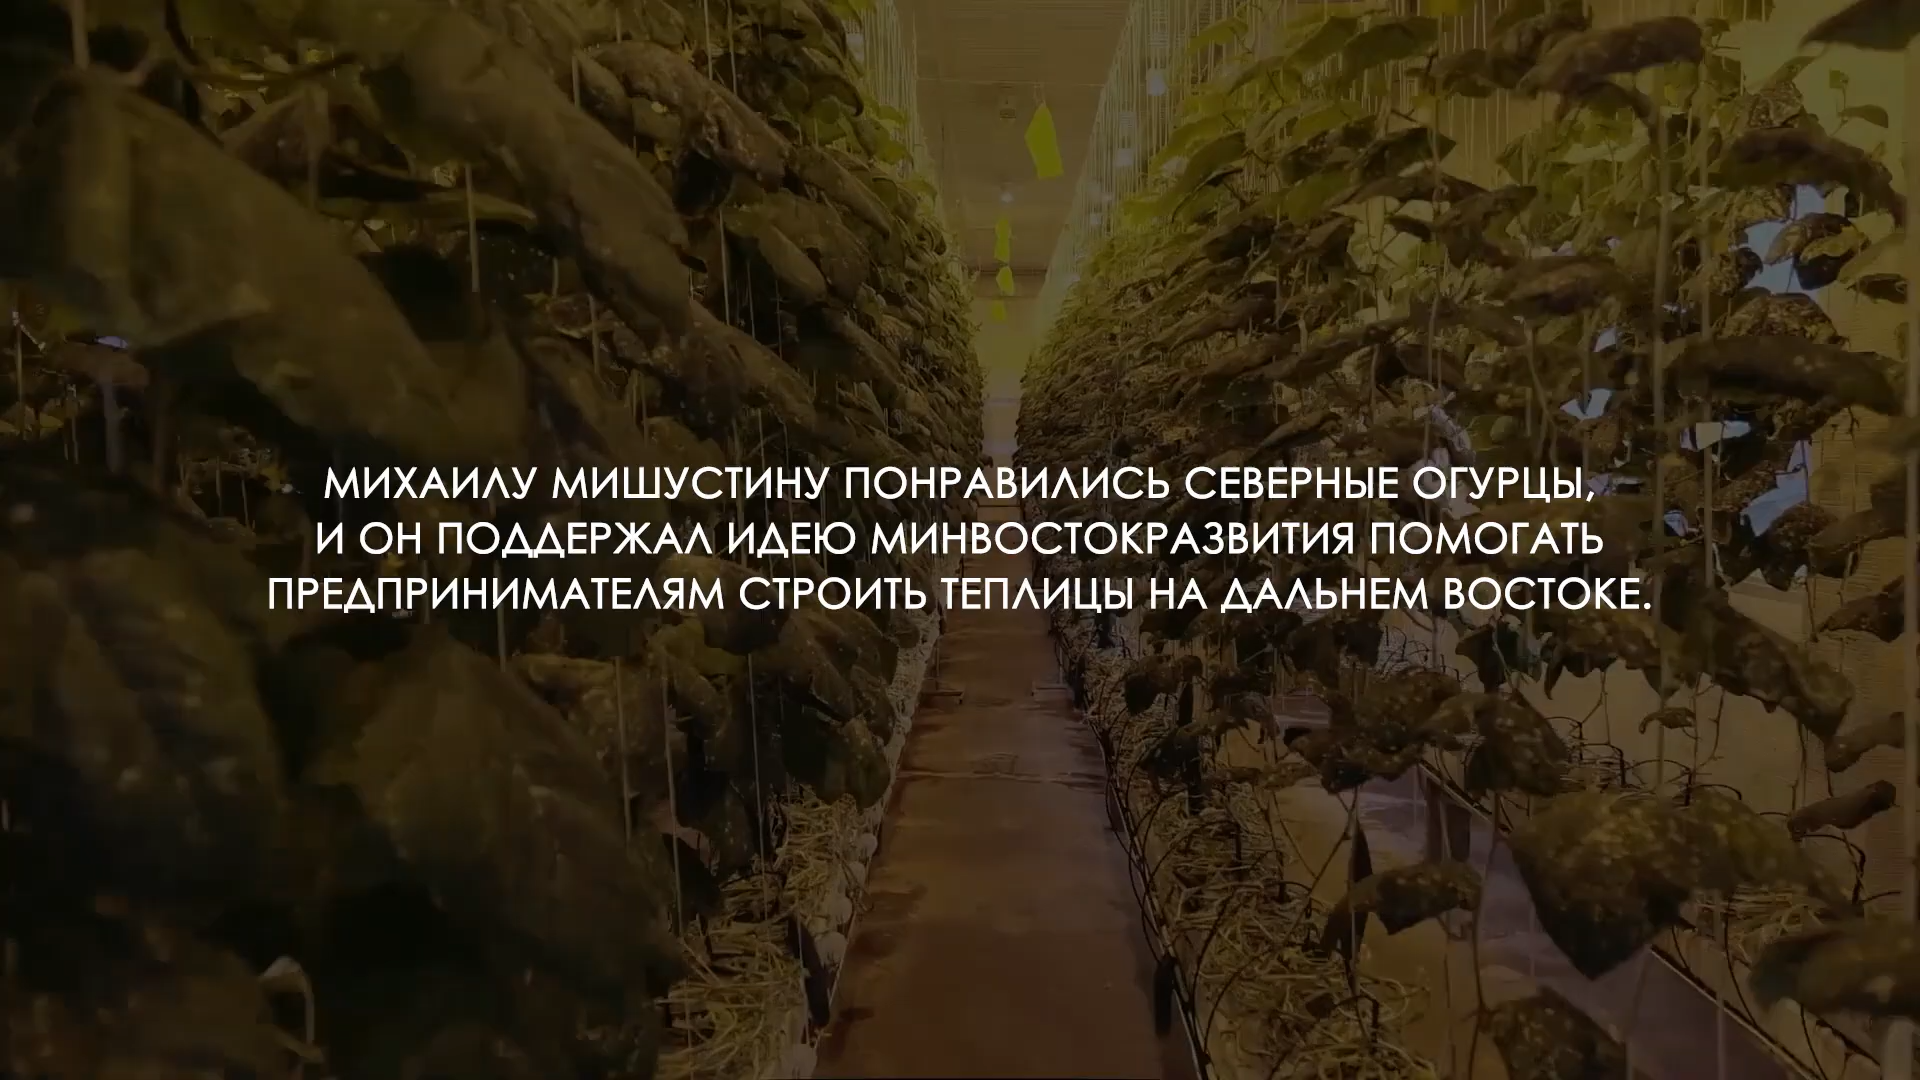 МИХАИЛУ МИШУСТИНУ ПОНРАВИЛИСЬ СЕВЕРНЫЕ ОГУРЦЫ,
И ОН ПОДДЕРЖАЛ ИДЕЮ МИНВОСТОКРАЗВИТИЯ ПОМОГАТЬ
ПРЕДПРИНИМАТЕЛЯМ СТРОИТЬ ТЕПЛИЦЫ НА ДАЛЬНЕМ ВОСТОКЕ.